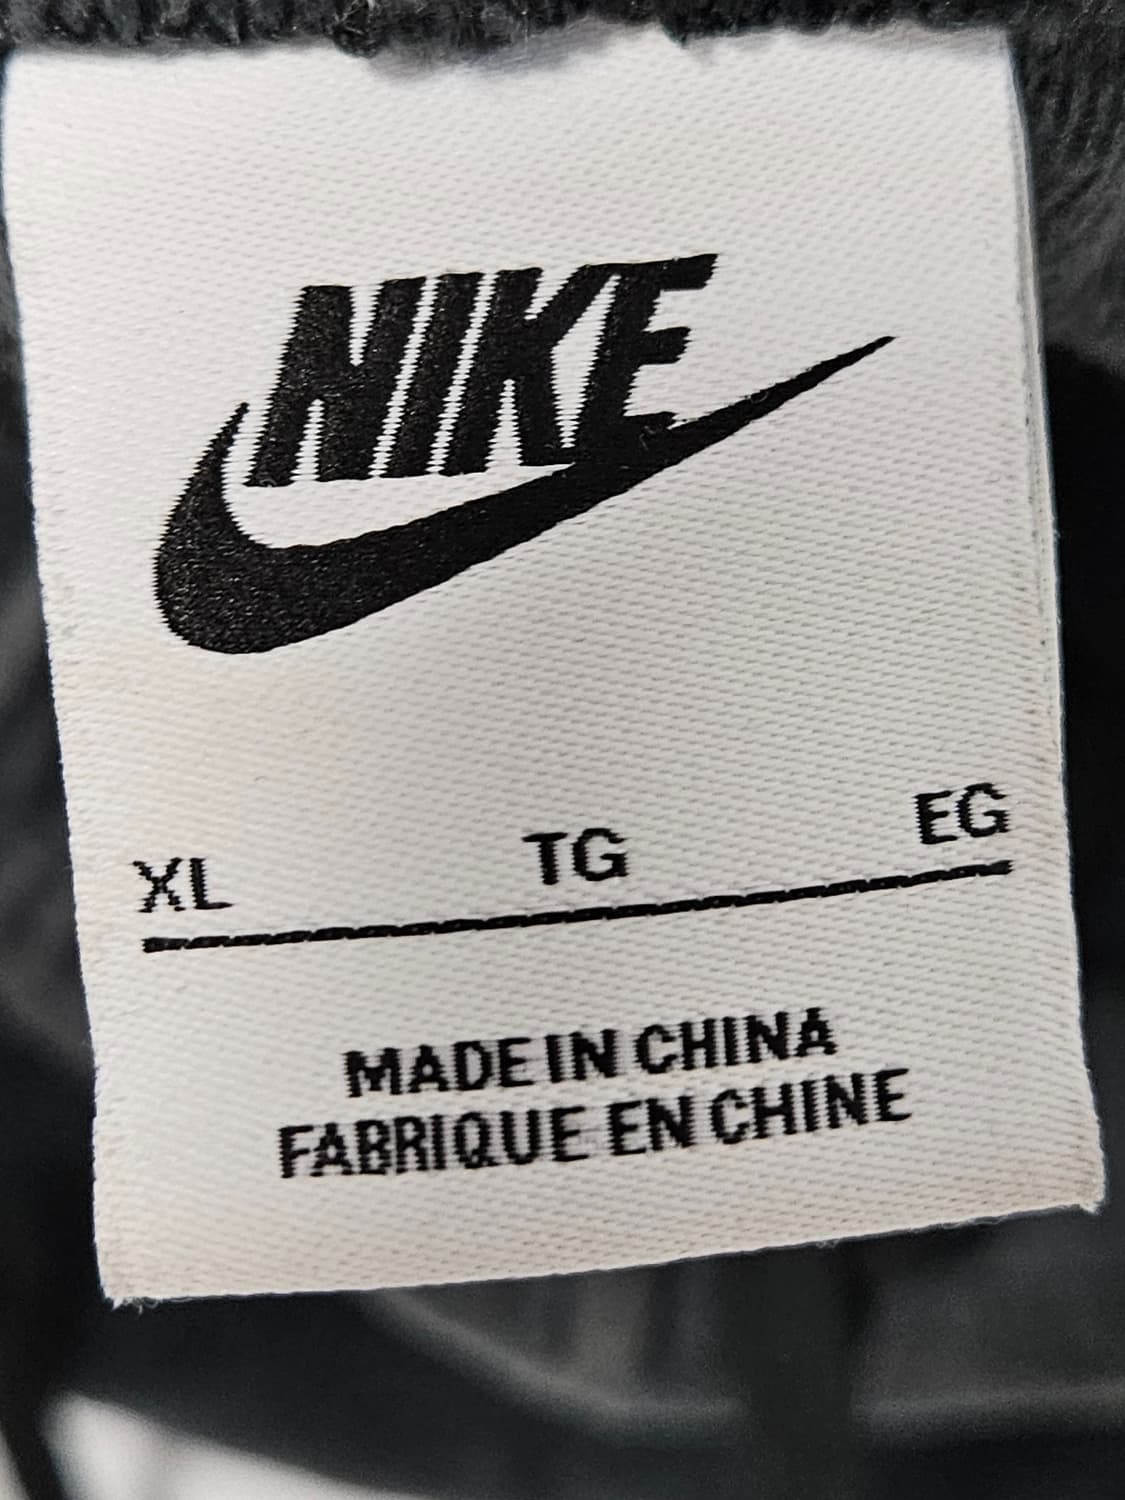 NIKE
XL TG EG
MADE IN CHINA
FABRIQUE EN CHINE